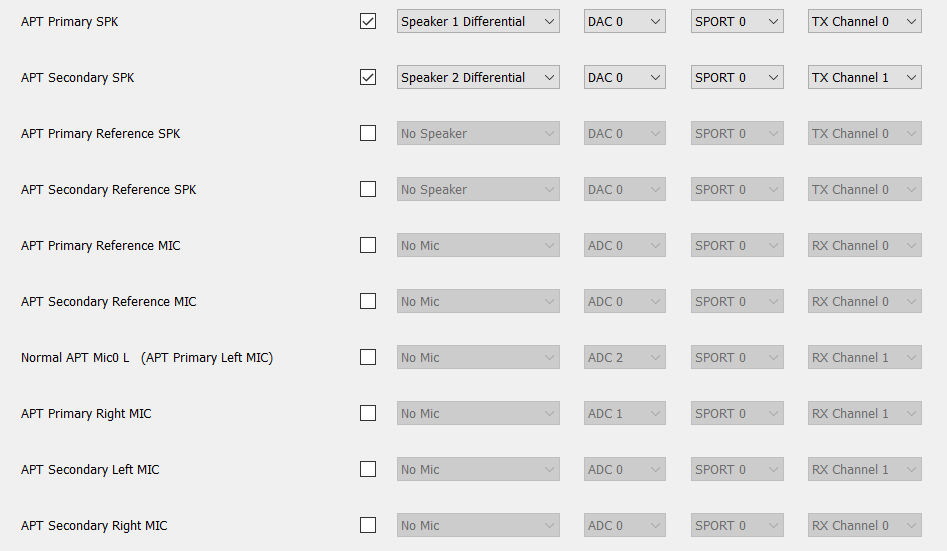 APT Primary SPK Speaker 1 Differential DAC 0 SPORT 0 TX Channel 0
APT Secondary SPK Speaker 2 Differential DAC 0 SPORT 0 TX Channel 1
APT Primary Reference SPK No Speaker DAC 0 SPORT 0 TX Channel 0
APT Secondary Reference SPK No Speaker DAC 0 SPORT 0 TX Channel 0
APT Primary Reference MIC No Mic ADC 0 SPORT 0 RX Channel 0
APT Secondary Reference MIC No Mic ADC 0 SPORT 0 RX Channel 0
Normal APT Mic0 L (APT Primary Left MIC) No Mic ADC 2 SPORT 0 RX Channel 1
APT Primary Right MIC No Mic ADC 1 SPORT 0 RX Channel 1
APT Secondary Left MIC No Mic ADC 0 SPORT 0 RX Channel 1
APT Secondary Right MIC No Mic ADC 0 SPORT 0 RX Channel 0